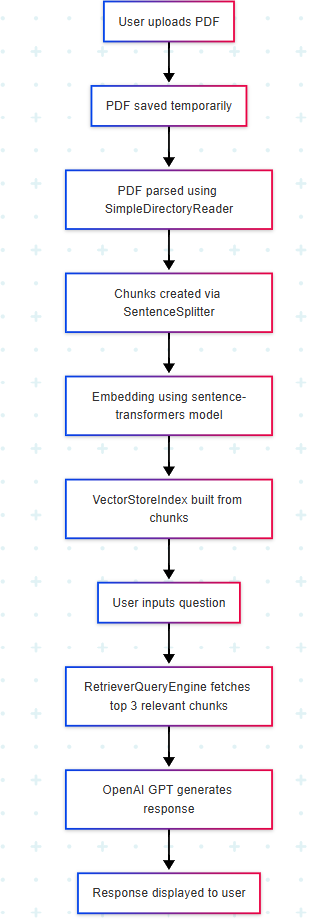 User uploads PDF
PDF saved temporarily
PDF parsed using
SimpleDirectoryReader
Chunks created via
SentenceSplitter
Embedding using sentence-
transformers model
VectorStoreIndex built from
chunks
User inputs question
RetrieverQueryEngine fetches
top 3 relevant chunks
OpenAI GPT generates
response
Response displayed to user